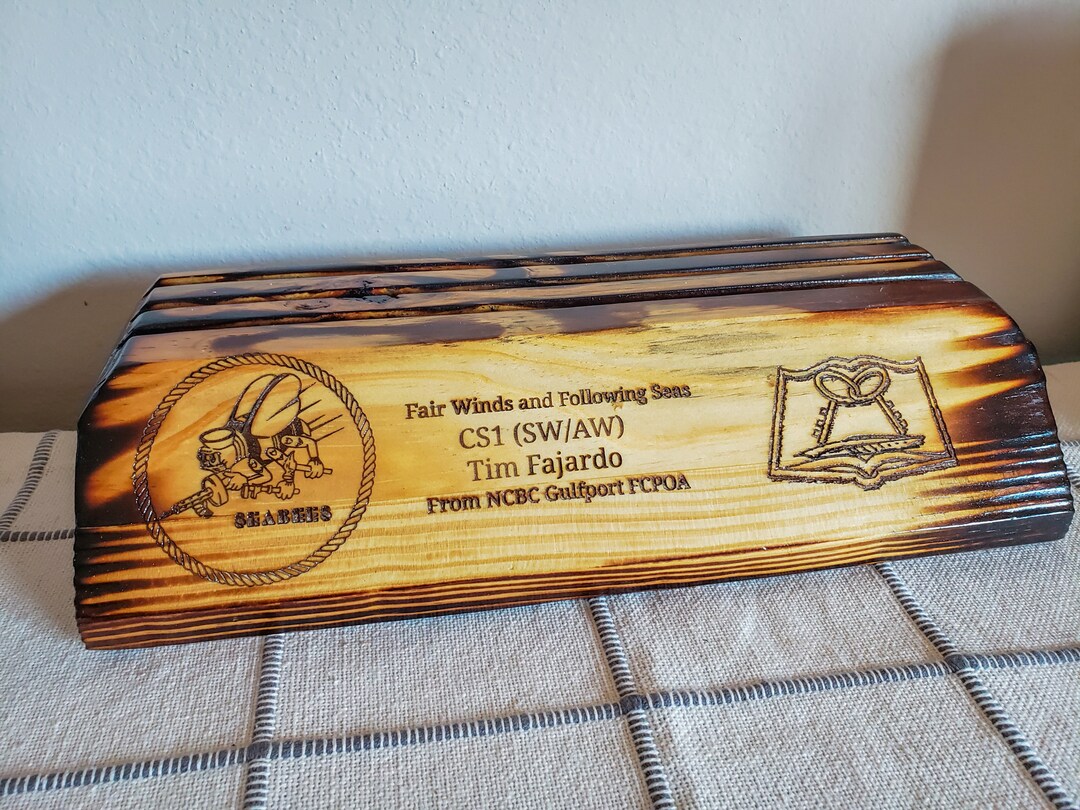 Fair Winds and Following Seas
CS1 (SW/AW)
Tim Fajardo
From NCBC Gulfport FCPOA
SEABEES